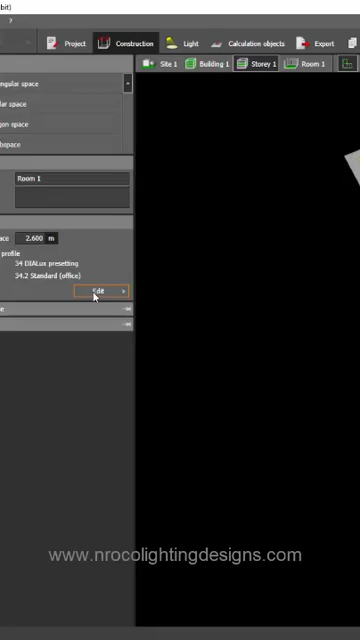 bit)
?
Project Construction Light Calculation objects Export
Site 1 Building 1 Storey 1 Room 1
ngular space
lar space
gon space
bspace
Room 1
ace 2.600 m
profile
34 DIALux presetting
34.2 Standard (office)
Edit
e
www.nrocolightingdesigns.com